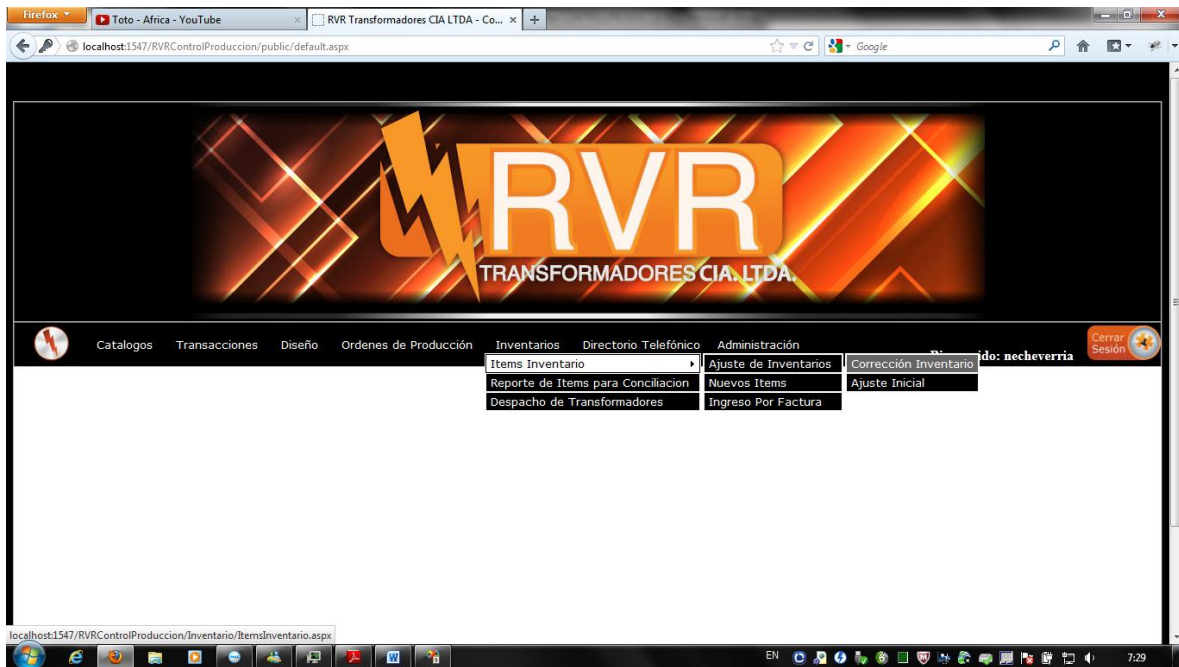 Firefox
Toto - Africa - YouTube
RVR Transformadores CIA LTDA - Co...
localhost:1547/RVRControlProduccion/public/default.aspx
Google
RVR
TRANSFORMADORES CIA. LTDA.
Catalogos
Transacciones
Diseño
Ordenes de Producción
Inventarios
Directorio Telefónico
Administración
ido: necheverria
Cerrar
Sesión
Items Inventario
Ajuste de Inventarios
Corrección Inventario
Reporte de Items para Conciliacion
Nuevos Items
Ajuste Inicial
Despacho de Transformadores
Ingreso Por Factura
localhost:1547/RVRControlProduccion/Inventario/ItemsInventario.aspx
EN
7:29